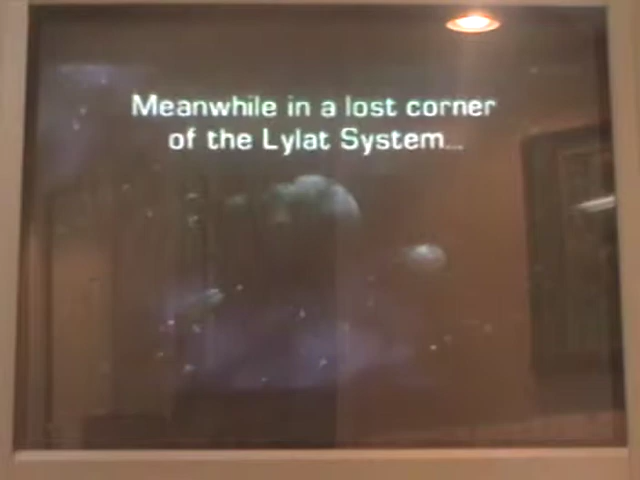 Meanwhile in a lost corner
of the Lylat System...